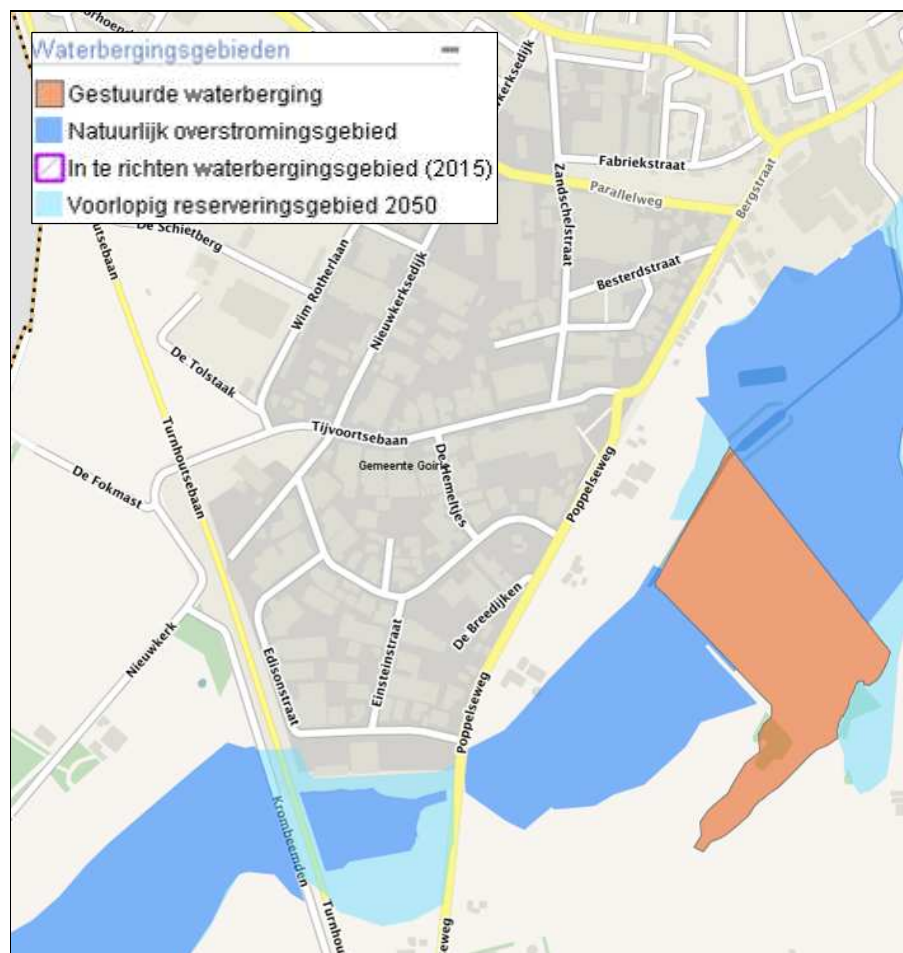 Waterbergingsgebieden
Gestuurde waterberging
Natuurlijk overstromingsgebied
In te richten waterbergingsgebied (2015)
Voorlopig reserveringsgebied 2050
Zandschelstraat
Fabriekstraat
Parallelweg
Bergstraat
De Schietberg
Wim Rotherlaan
Nieuwkerksedijk
Besterdstraat
De Tolstaak
Turnhoutsebaan
Tijvoortsebaan
Gemeente
De Hemeltjes
De Fokmast
Poppelseweg
De Breedijken
Nieuwkerk
Edisonstraat
Einsteinstraat
Poppelseweg
Krombeemden